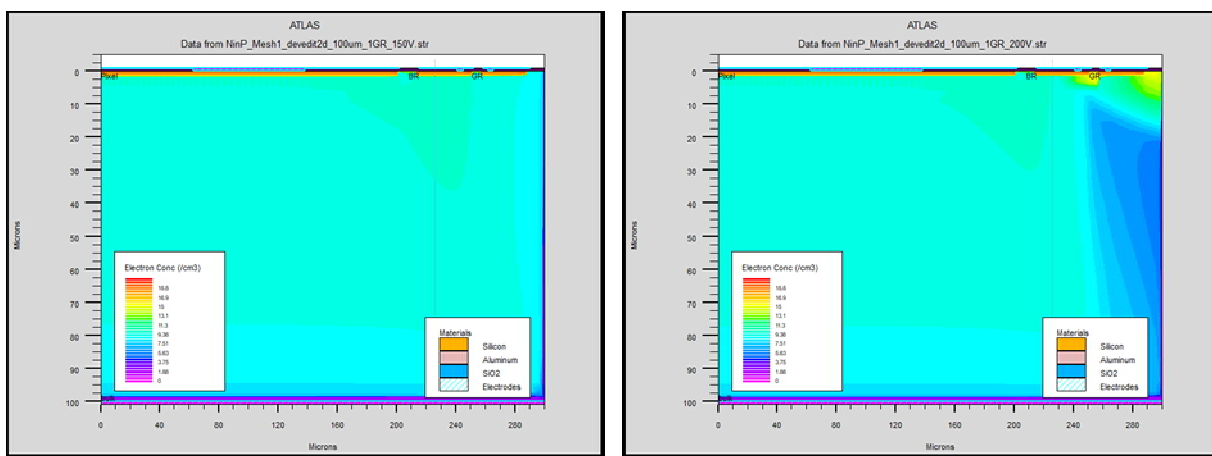 ATLAS
Data from NinP_Mesh1_devedit2d_100um_1GR_150V.str
Pixel
BR
GR
0
10
20
30
40
50
60
70
80
90
100
Microns
Electron Conc (/cm3)
18.8
16.9
15
13.1
11.3
9.38
7.51
5.63
3.75
1.88
0
Materials
Silicon
Aluminum
SiO2
Electrodes
0
40
80
120
160
200
240
280
Microns
ATLAS
Data from NinP_Mesh1_devedit2d_100um_1GR_200V.str
Pixel
BR
GR
0
10
20
30
40
50
60
70
80
90
100
Microns
Electron Conc (/cm3)
18.8
16.9
15
13.1
11.3
9.38
7.51
5.63
3.75
1.88
0
Materials
Silicon
Aluminum
SiO2
Electrodes
0
40
80
120
160
200
240
280
Microns